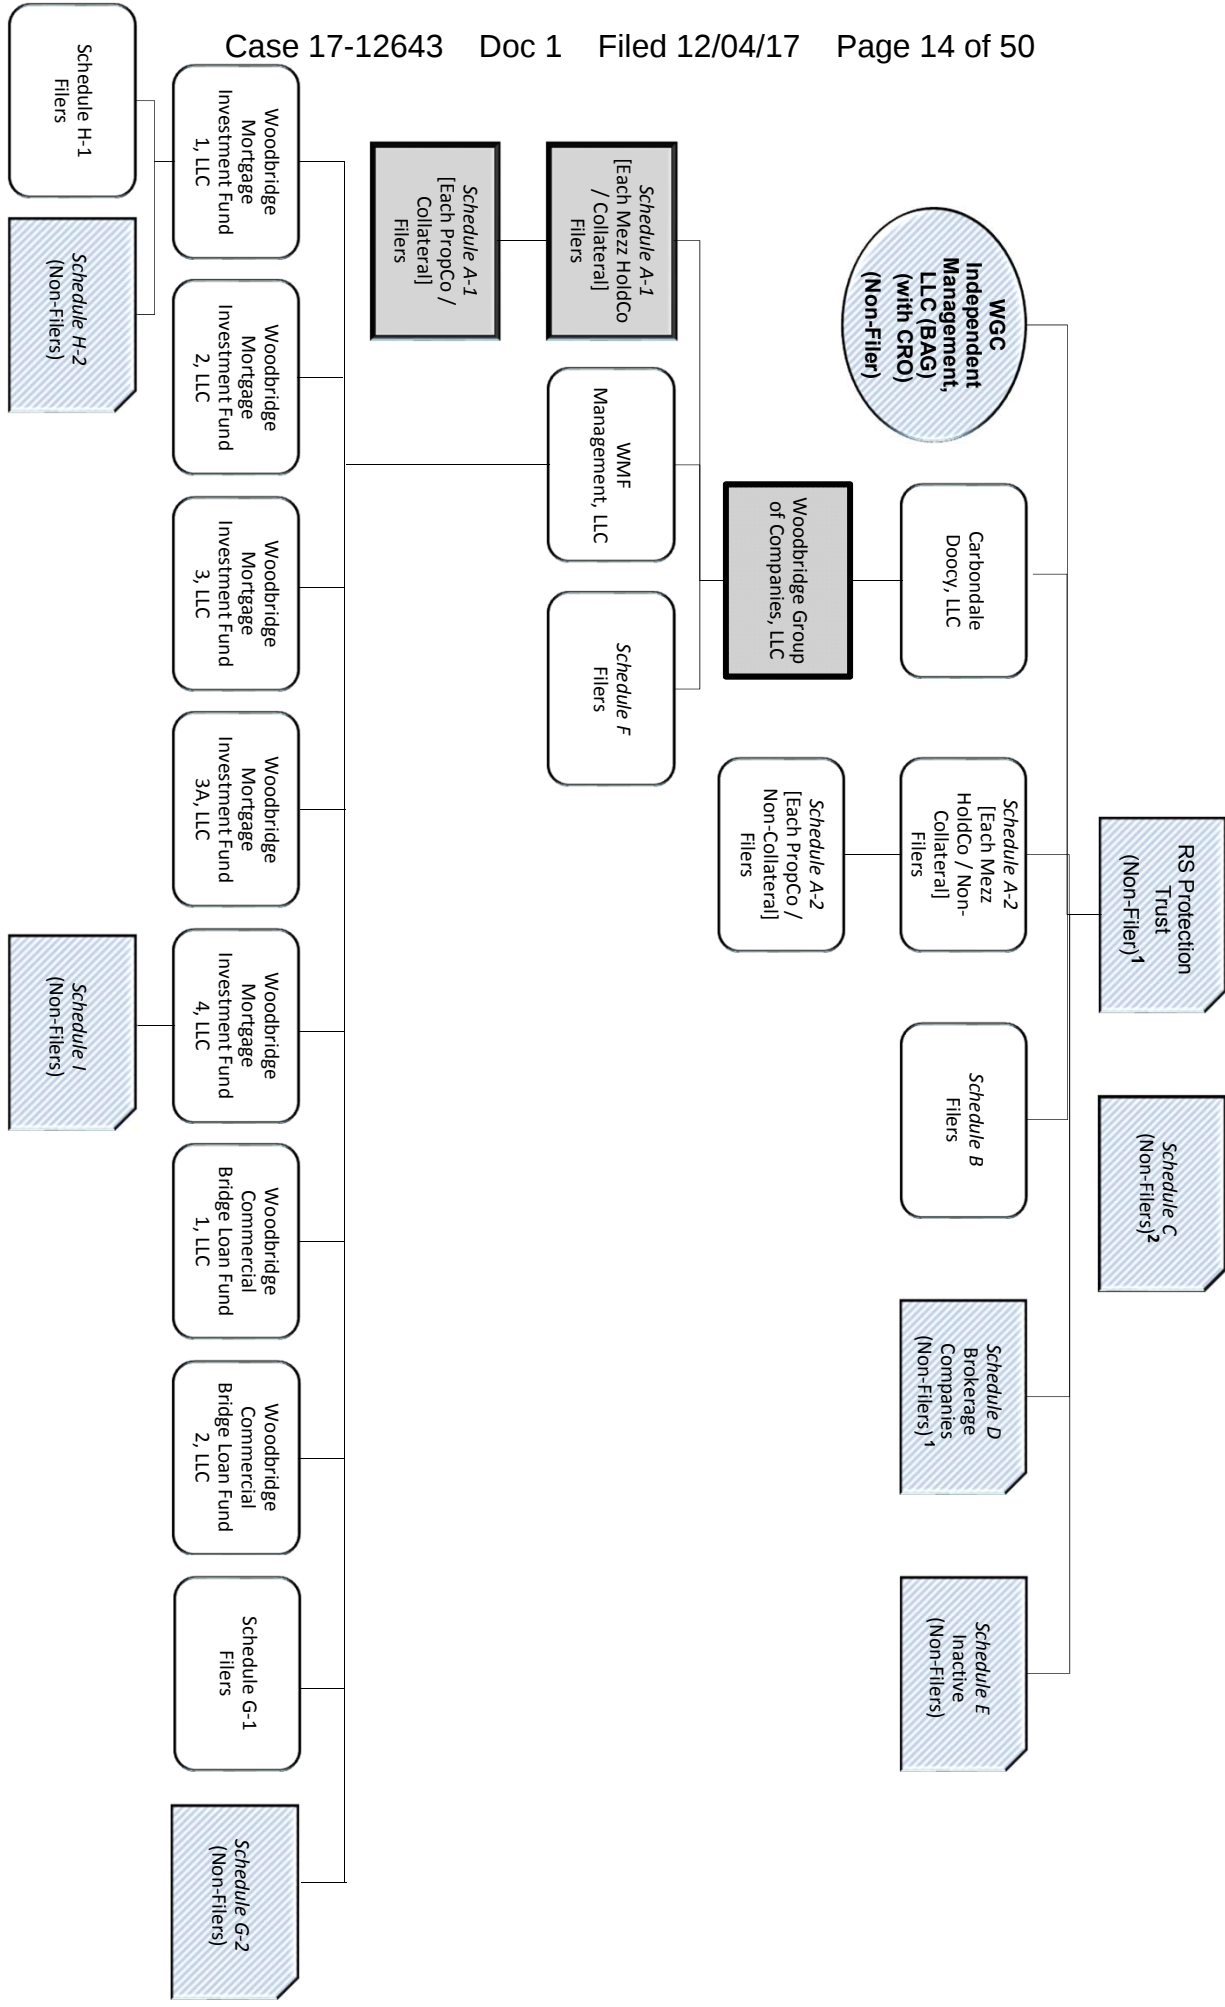 Case 17-12643 Doc 1 Filed 12/04/17 Page 14 of 50
RS Protection
Trust
(Non-Filer)1
Schedule C
(Non-Filers)2
WGC
Independent
Management,
LLC (BAG)
(with CRO)
(Non-Filer)
Carbondale
Doocy, LLC
Schedule A-2
[Each Mezz
HoldCo / Non-
Collateral]
Filers
Schedule B
Filers
Schedule D
Brokerage
Companies
(Non-Filers) 1
Schedule E
Inactive
(Non-Filers)
Woodbridge Group
of Companies, LLC
Schedule A-2
[Each PropCo /
Non-Collateral]
Filers
Schedule A-1
[Each Mezz HoldCo
/ Collateral]
Filers
WMF
Management, LLC
Schedule F
Filers
Schedule A-1
[Each PropCo /
Collateral]
Filers
Woodbridge
Mortgage
Investment Fund
1, LLC
Woodbridge
Mortgage
Investment Fund
2, LLC
Woodbridge
Mortgage
Investment Fund
3, LLC
Woodbridge
Mortgage
Investment Fund
3A, LLC
Woodbridge
Mortgage
Investment Fund
4, LLC
Woodbridge
Commercial
Bridge Loan Fund
1, LLC
Woodbridge
Commercial
Bridge Loan Fund
2, LLC
Schedule G-1
Filers
Schedule G-2
(Non-Filers)
Schedule H-1
Filers
Schedule H-2
(Non-Filers)
Schedule I
(Non-Filers)